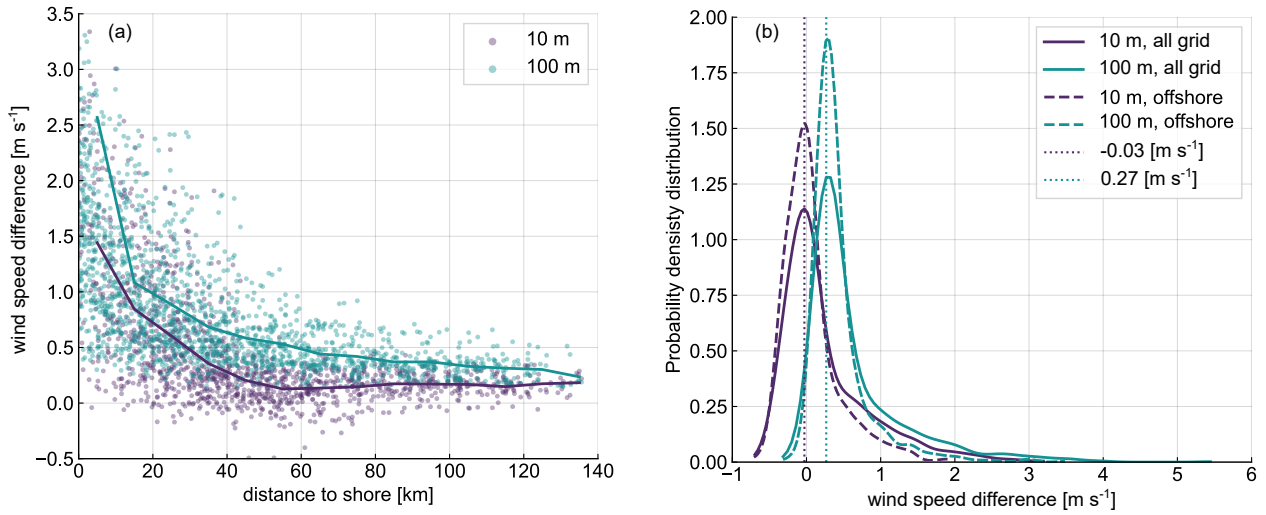 (a)
10 m
100 m
3.5
3.0
2.5
2.0
1.5
1.0
0.5
0.0
−0.5
0
20
40
60
80
100
120
140
wind speed difference [m s-1]
distance to shore [km]
(b)
10 m, all grid
100 m, all grid
10 m, offshore
100 m, offshore
-0.03 [m s-1]
0.27 [m s-1]
2.00
1.75
1.50
1.25
1.00
0.75
0.50
0.25
0.00
−1
0
1
2
3
4
5
6
Probability densisty distribution
wind speed difference [m s-1]